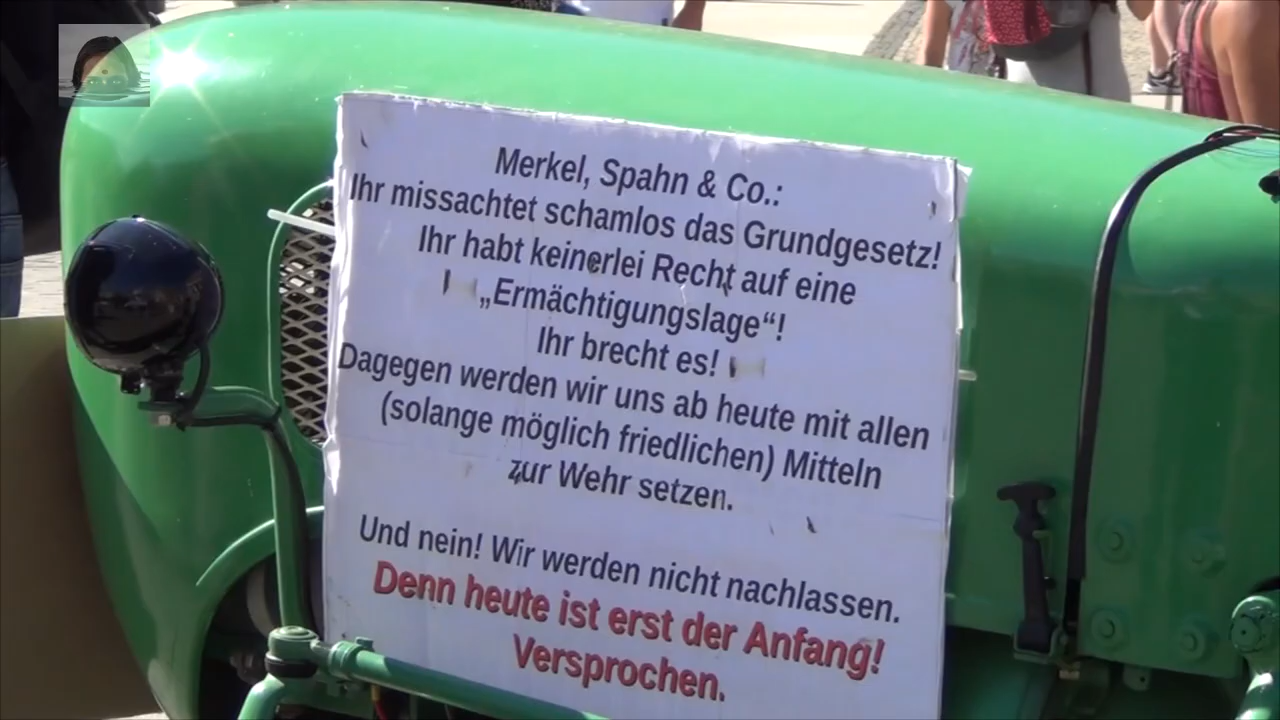 Merkel, Spahn & Co.:
Ihr missachtet schamlos das Grundgesetz!
Ihr habt keinerlei Recht auf eine
„Ermächtigungslage“!
Ihr brecht es!
Dagegen werden wir uns ab heute mit allen
(solange möglich friedlichen) Mitteln
zur Wehr setzen.
Und nein! Wir werden nicht nachlassen.
Denn heute ist erst der Anfang!
Versprochen.